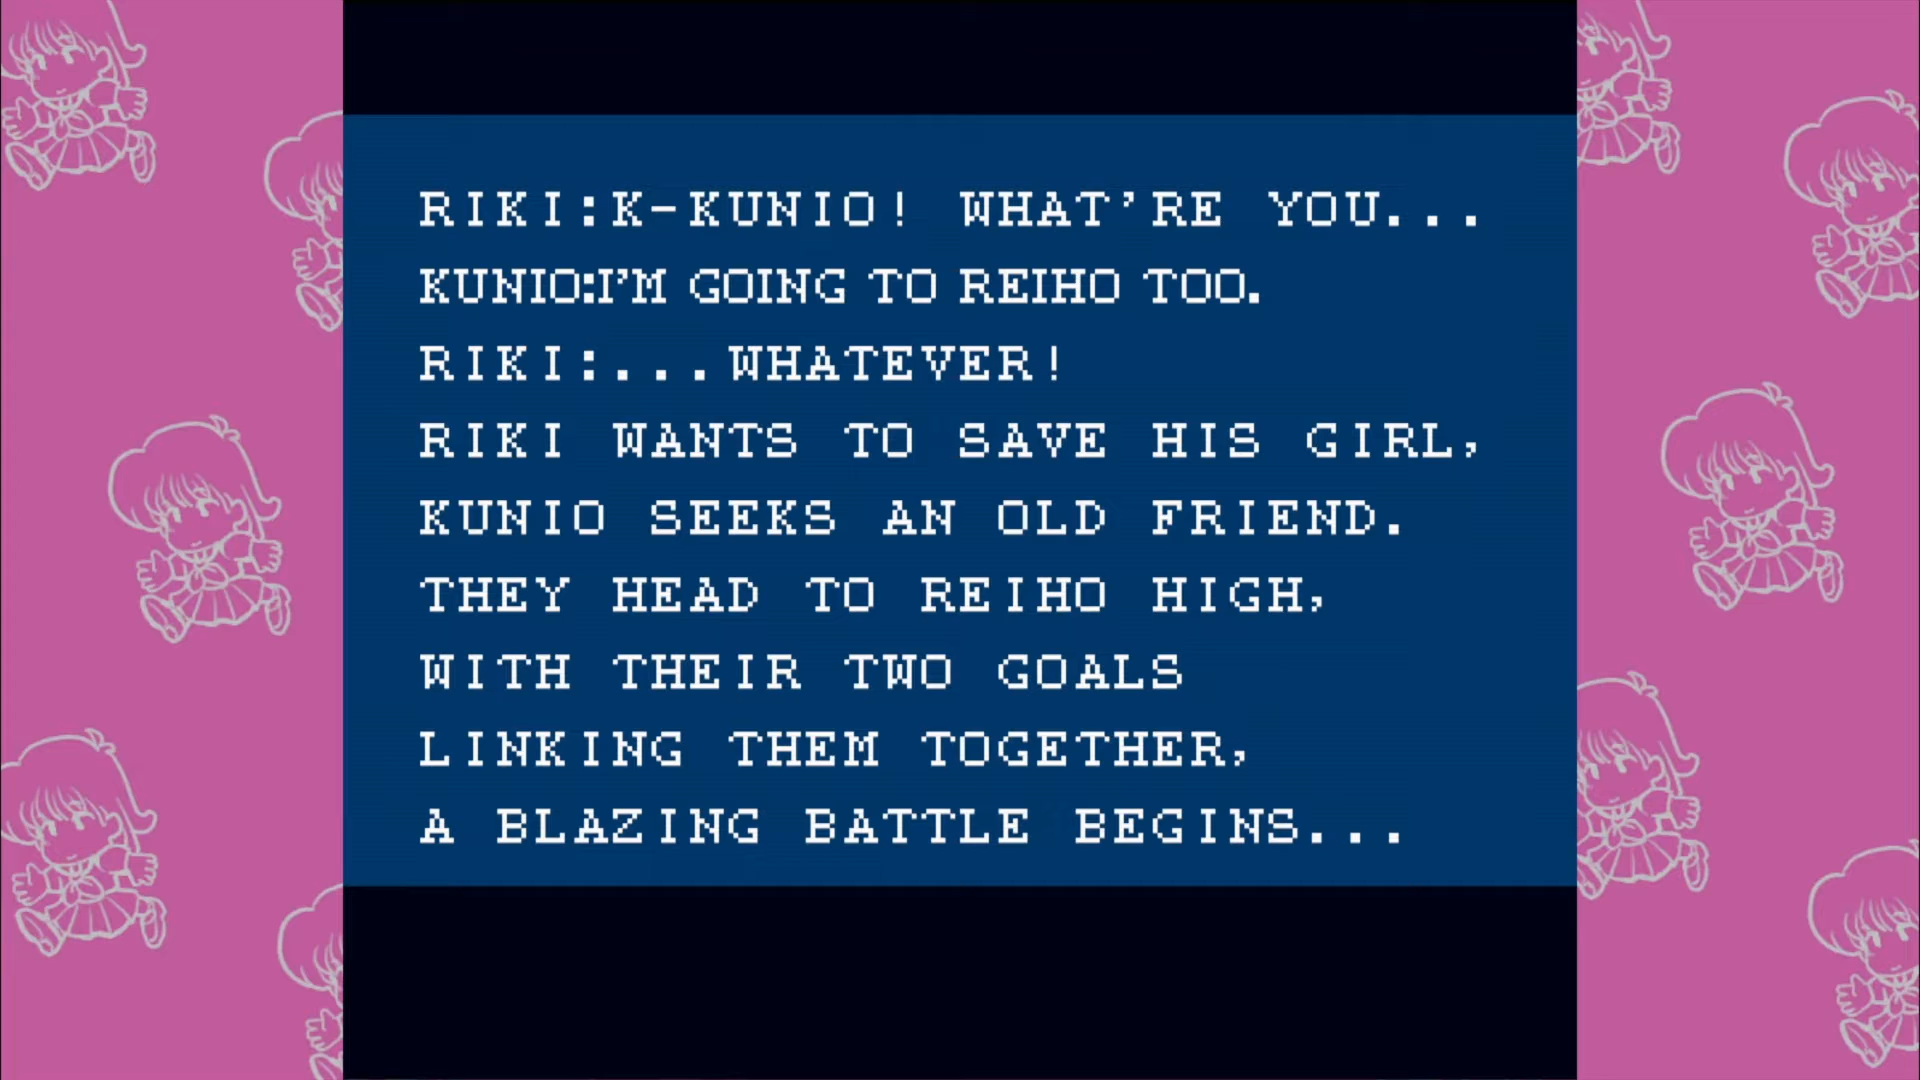 RIKI:K-KUNIO! WHAT'RE YOU...
KUNIO:I'M GOING TO REIHO TOO.
RIKI:...WHATEVER!
RIKI WANTS TO SAVE HIS GIRL,
KUNIO SEEKS AN OLD FRIEND.
THEY HEAD TO REIHO HIGH,
WITH THEIR TWO GOALS
LINKING THEM TOGETHER,
A BLAZING BATTLE BEGINS...